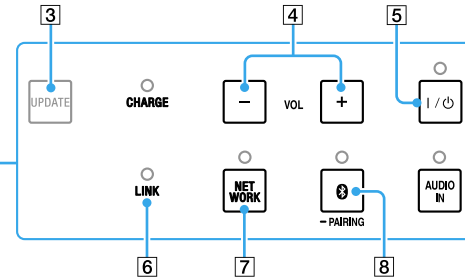 3 4 5
UPDATE CHARGE − VOL + I /
LINK NET WORK AUDIO IN
− PAIRING
6 7 8